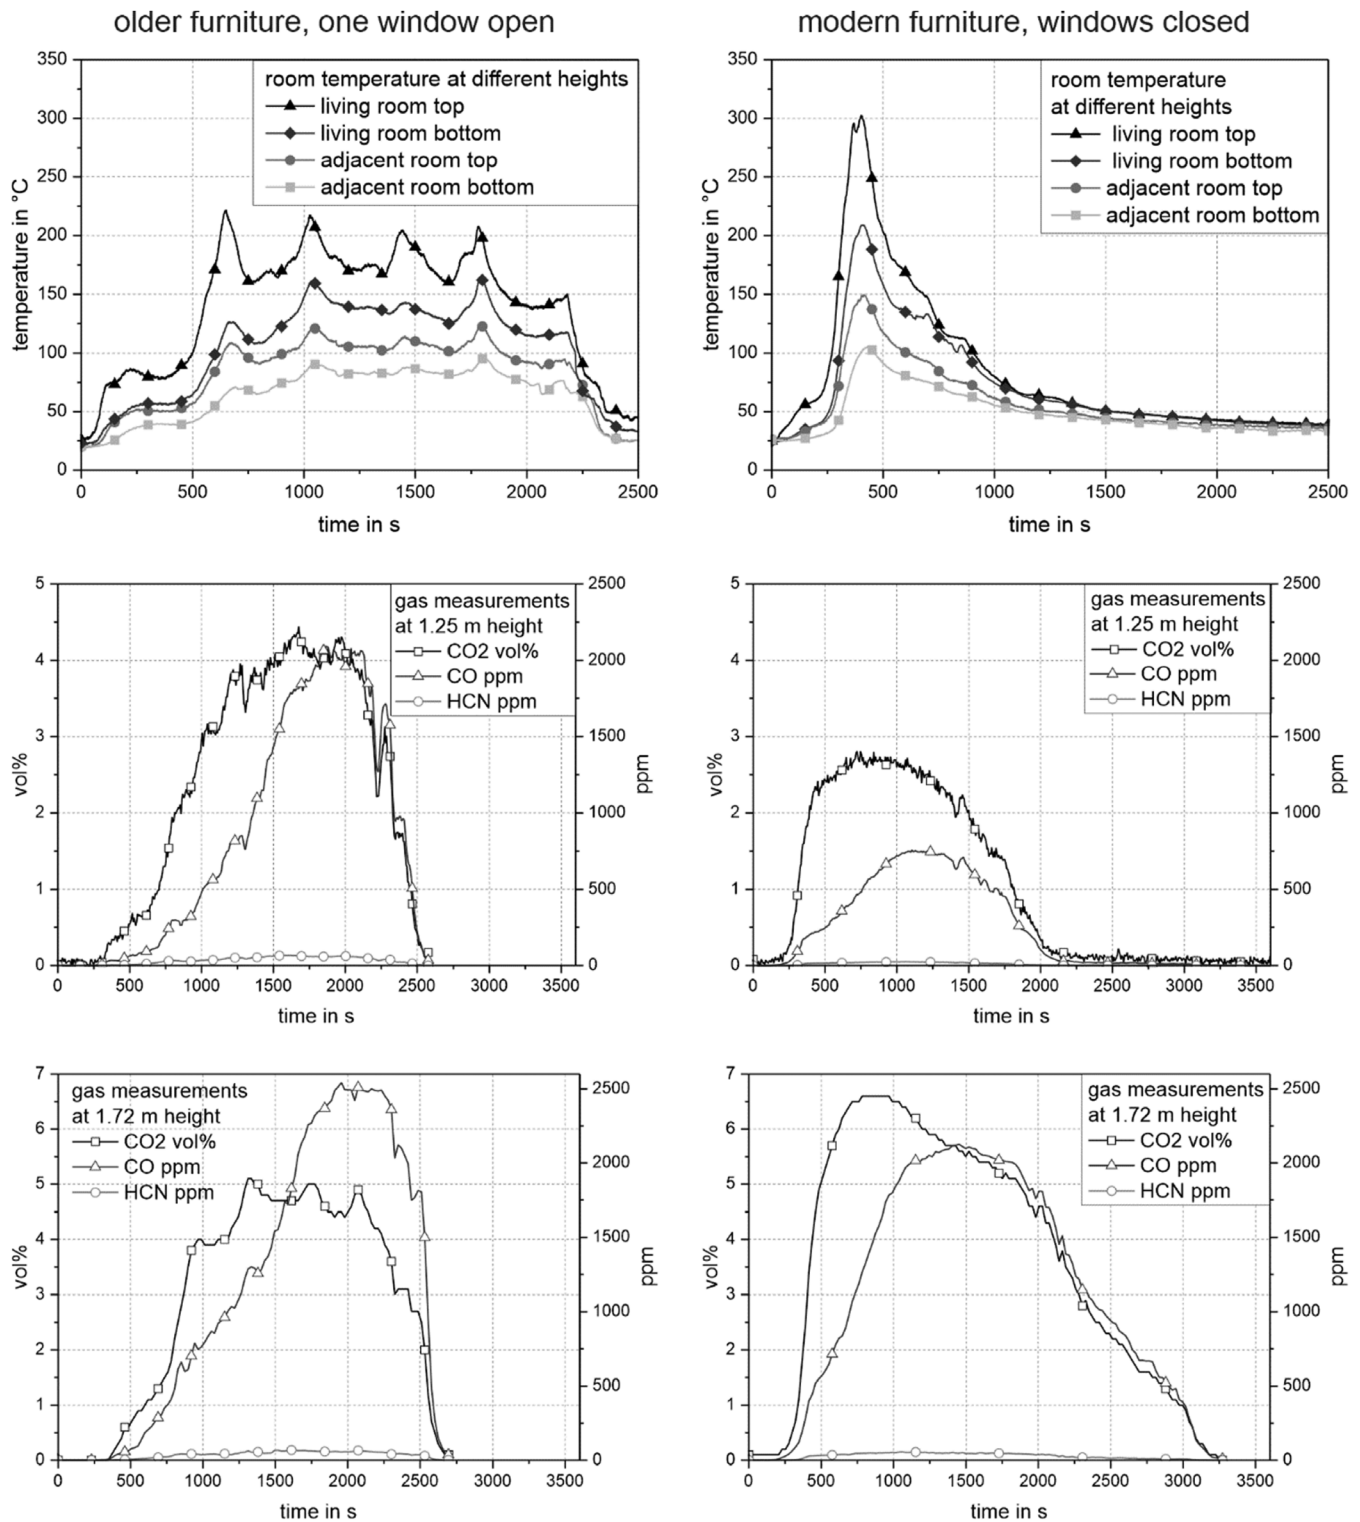 older furniture, one window open
modern furniture, windows closed
350
300
250
200
150
100
50
0
temperature in °C
room temperature at different heights
living room top
living room bottom
adjacent room top
adjacent room bottom
0 500 1000 1500 2000 2500
time in s
350
300
250
200
150
100
50
0
temperature in °C
room temperature
at different heights
living room top
living room bottom
adjacent room top
adjacent room bottom
0 500 1000 1500 2000 2500
time in s
5
4
3
2
1
0
vol%
gas measurements
at 1.25 m height
CO2 vol%
CO ppm
HCN ppm
2500
2000
1500
1000
500
0
ppm
0 500 1000 1500 2000 2500 3000 3500
time in s
5
4
3
2
1
0
vol%
gas measurements
at 1.25 m height
CO2 vol%
CO ppm
HCN ppm
2500
2000
1500
1000
500
0
ppm
0 500 1000 1500 2000 2500 3000 3500
time in s
7
6
5
4
3
2
1
0
vol%
gas measurements
at 1.72 m height
CO2 vol%
CO ppm
HCN ppm
2500
2000
1500
1000
500
0
ppm
0 500 1000 1500 2000 2500 3000 3500
time in s
7
6
5
4
3
2
1
0
vol%
gas measurements
at 1.72 m height
CO2 vol%
CO ppm
HCN ppm
2500
2000
1500
1000
500
0
ppm
0 500 1000 1500 2000 2500 3000 3500
time in s